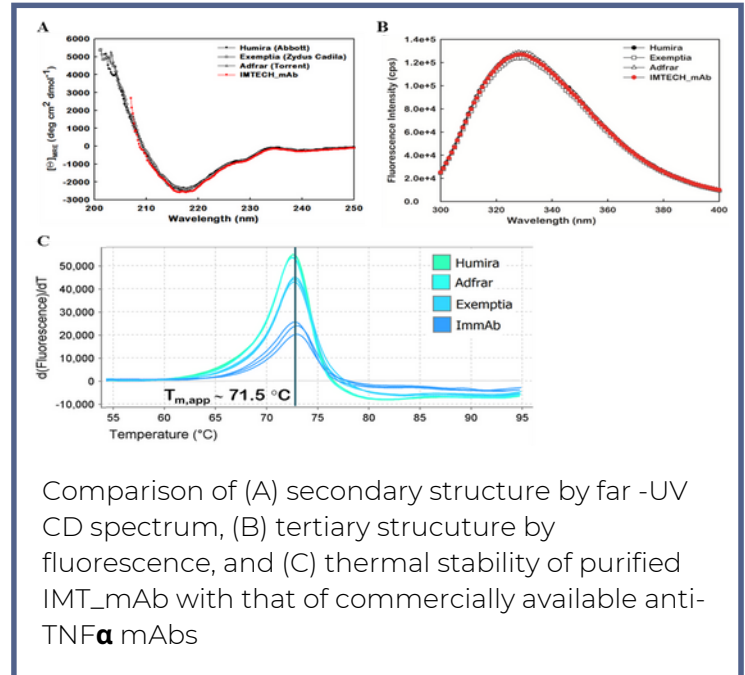 A
6000
5000
4000
3000
2000
1000
0
-1000
-2000
-3000
200 210 220 230 240 250
[Θ]MRE (deg cm2 dmol-1)
Wavelength (nm)
Humira (Abbott)
Exemptia (Zydus Cadila)
Adfrar (Torrent)
IMTECH_mAb
B
1.4e+5
1.2e+5
1.0e+5
8.0e+4
6.0e+4
4.0e+4
2.0e+4
0.0
300 320 340 360 380 400
Fluorescence Intensity (cps)
Wavelength (nm)
Humira
Exemptia
Adfrar
IMTECH_mAb
C
50,000
40,000
30,000
20,000
10,000
0
-10,000
55 60 65 70 75 80 85 90 95
d(Fluorescence)/dT
Temperature (°C)
Tm,app ~ 71.5 °C
Humira
Adfrar
Exemptia
ImmAb
Comparison of (A) secondary structure by far -UV
CD spectrum, (B) tertiary strucuture by
fluorescence, and (C) thermal stability of purified
IMT_mAb with that of commercially available anti-
TNFα mAbs